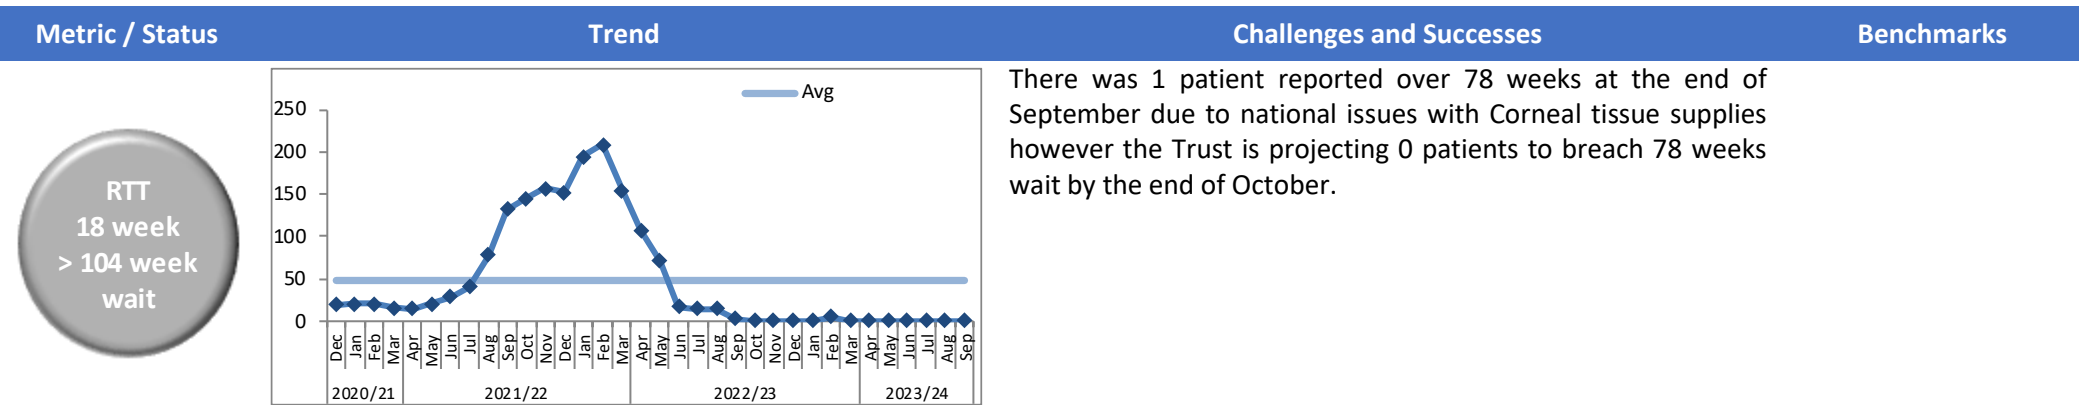 Metric / Status
Trend
Challenges and Successes
Benchmarks
RTT
18 week
> 104 week
wait
Avg
250
200
150
100
50
0
Dec Jan Feb Mar Apr May Jun Jul Aug Sep Oct Nov Dec Jan Feb Mar Apr May Jun Jul Aug Sep Oct Nov Dec Jan Feb Mar Apr May Jun Jul Aug Sep
2020/21 2021/22 2022/23 2023/24
There was 1 patient reported over 78 weeks at the end of
September due to national issues with Corneal tissue supplies
however the Trust is projecting 0 patients to breach 78 weeks
wait by the end of October.